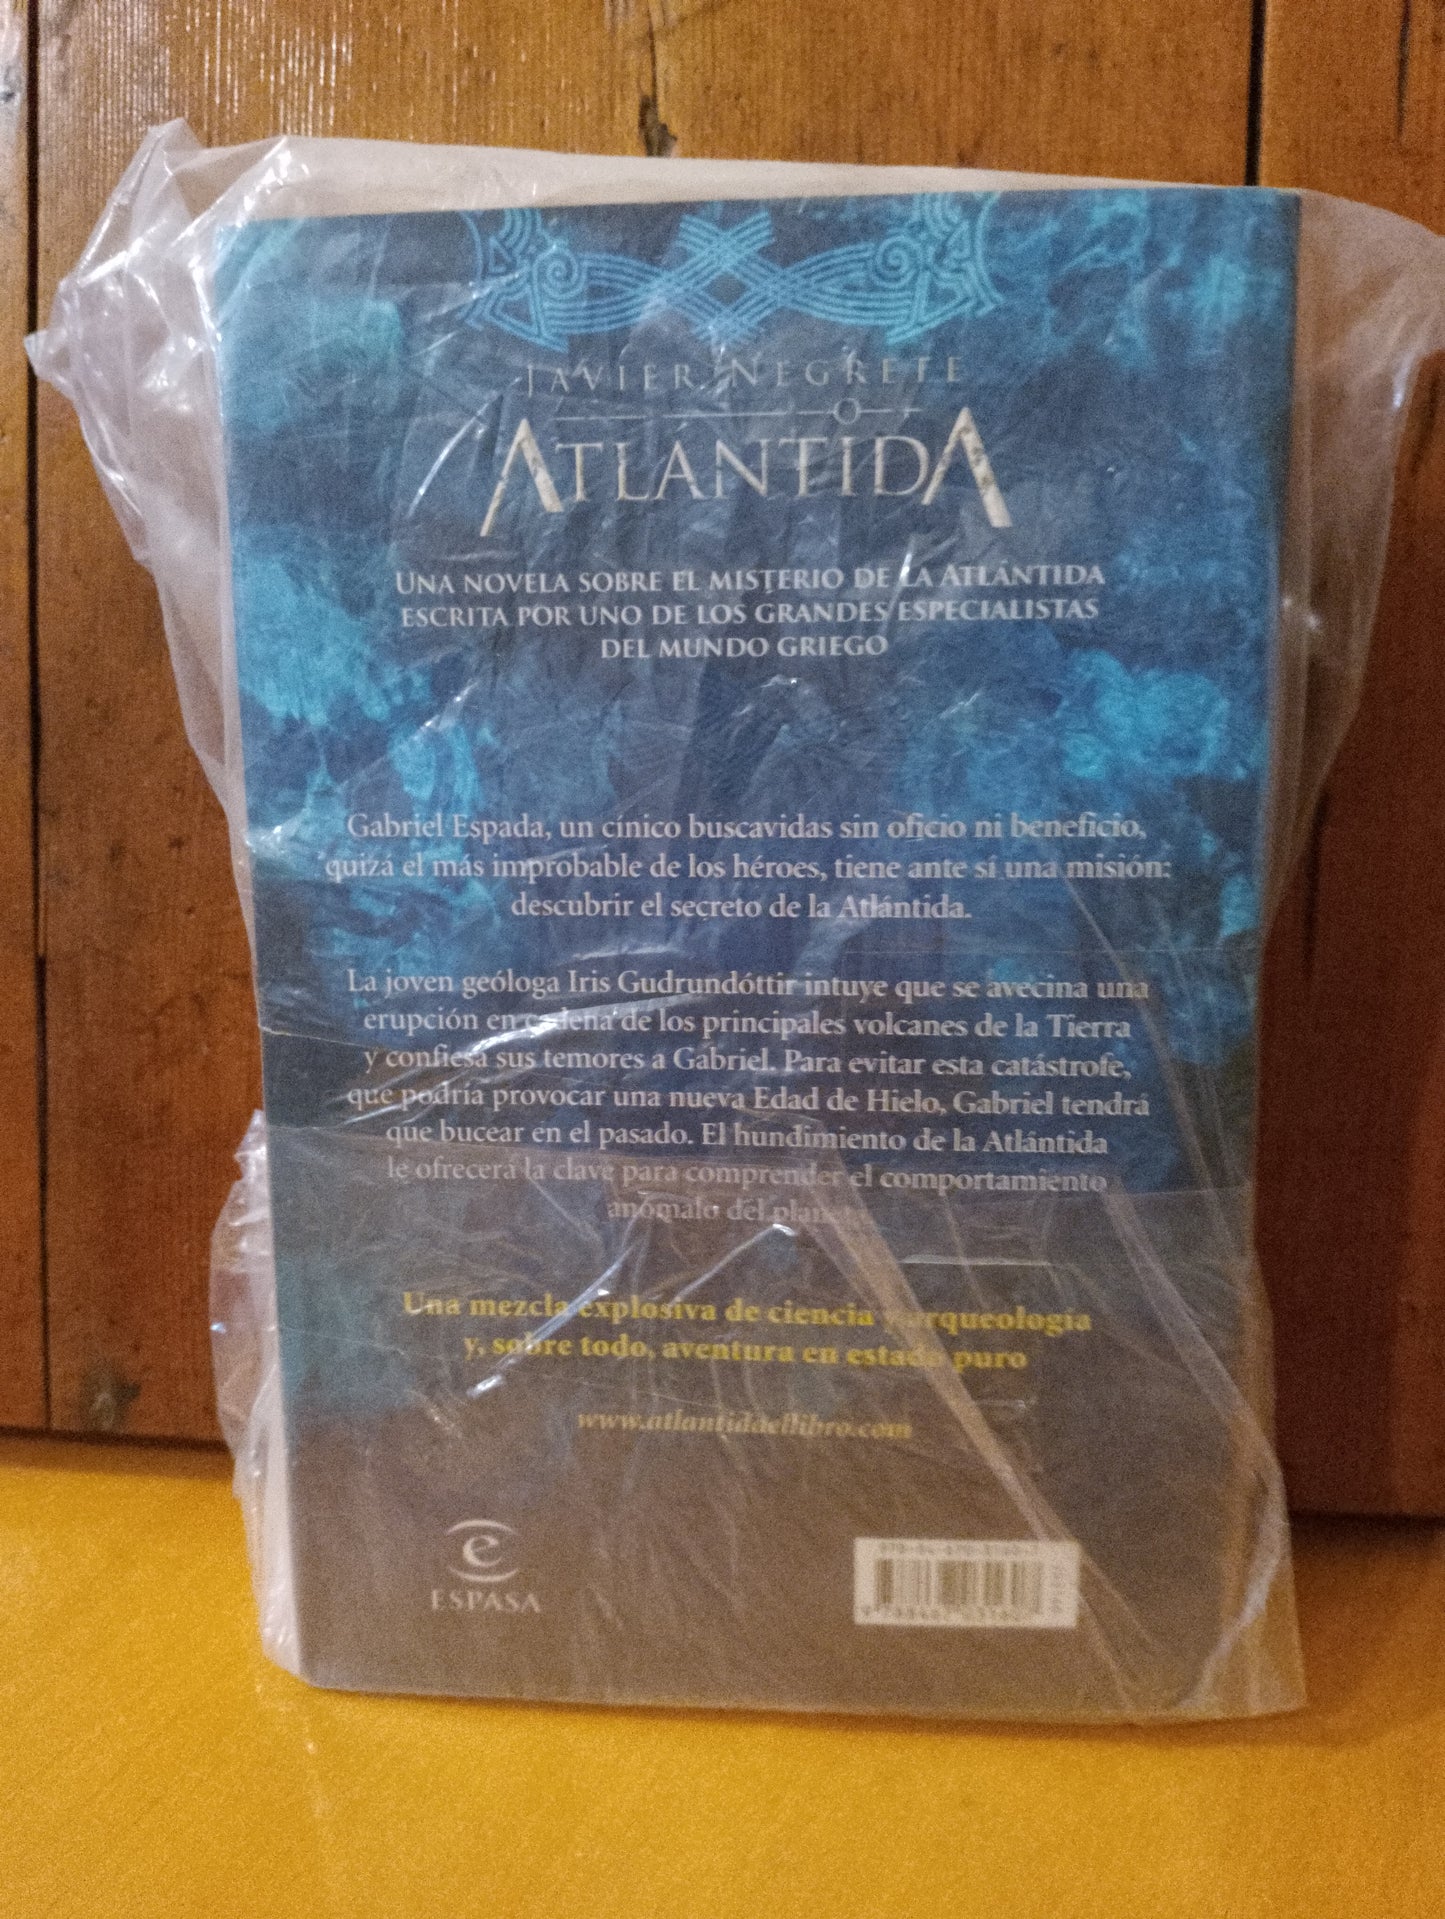 JAVIER NEGRETE
ATLANTIDA
UNA NOVELA SOBRE EL MISTERIO DE LA ATLÁNTIDA
ESCRITA POR UNO DE LOS GRANDES ESPECIALISTAS
DEL MUNDO GRIEGO
Gabriel Espada, un cínico buscavidas sin oficio ni beneficio,
quizá el más improbable de los héroes, tiene ante sí una misión:
descubrir el secreto de la Atlántida.
La joven geóloga Iris Gudrundóttir intuye que se avecina una
erupción en cadena de los principales volcanes de la Tierra
y confiesa sus temores a Gabriel. Para evitar esta catástrofe,
que podría provocar una nueva Edad de Hielo, Gabriel tendrá
que bucear en el pasado. El hundimiento de la Atlántida
le ofrecerá la clave para comprender el comportamiento
anómalo del planeta.
Una mezcla explosiva de ciencia y arqueología
y, sobre todo, aventura en estado puro
www.atlantidaellibro.com
e
ESPASA